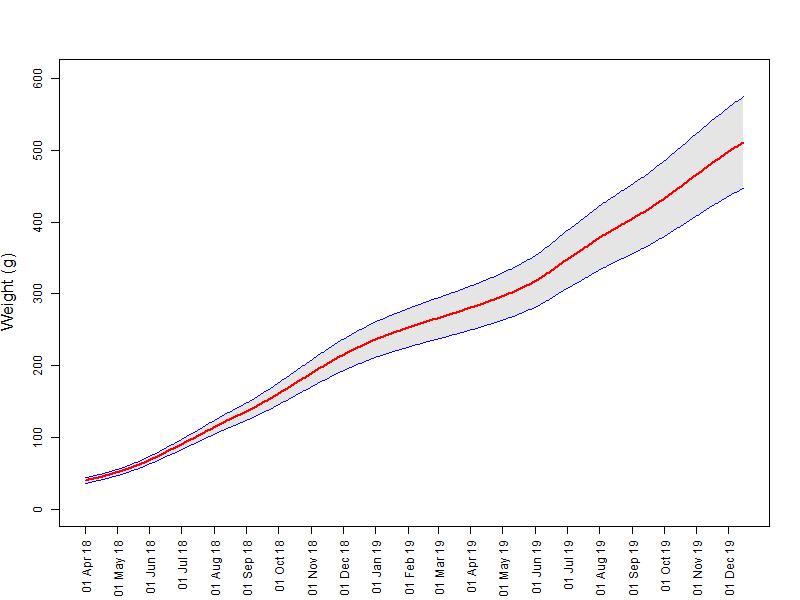 Weight (g)
600
500
400
300
200
100
0
01 Apr 18
01 May 18
01 Jun 18
01 Jul 18
01 Aug 18
01 Sep 18
01 Oct 18
01 Nov 18
01 Dec 18
01 Jan 19
01 Feb 19
01 Mar 19
01 Apr 19
01 May 19
01 Jun 19
01 Jul 19
01 Aug 19
01 Sep 19
01 Oct 19
01 Nov 19
01 Dec 19